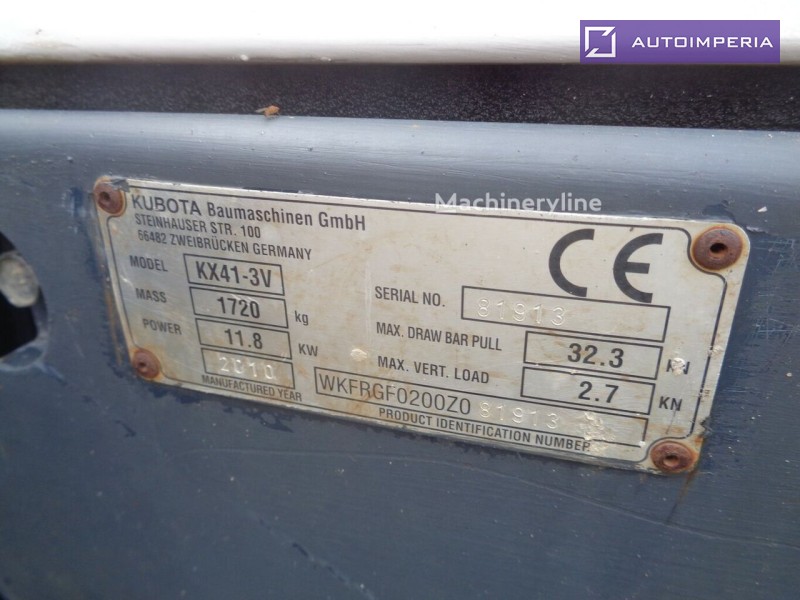 AUTOIMPERIA
Machineryline
KUBOTA Baumaschinen GmbH
STEINHAUSER STR. 100
66482 ZWEIBRÜCKEN GERMANY
CE
MODEL KX41-3V
MASS 1720 kg
POWER 11.8 KW
2010
MANUFACTURED YEAR
SERIAL NO. 81913
MAX. DRAW BAR PULL 32.3 KN
MAX. VERT. LOAD 2.7 KN
WKFRGF0200Z0 81913
PRODUCT IDENTIFICATION NUMBER